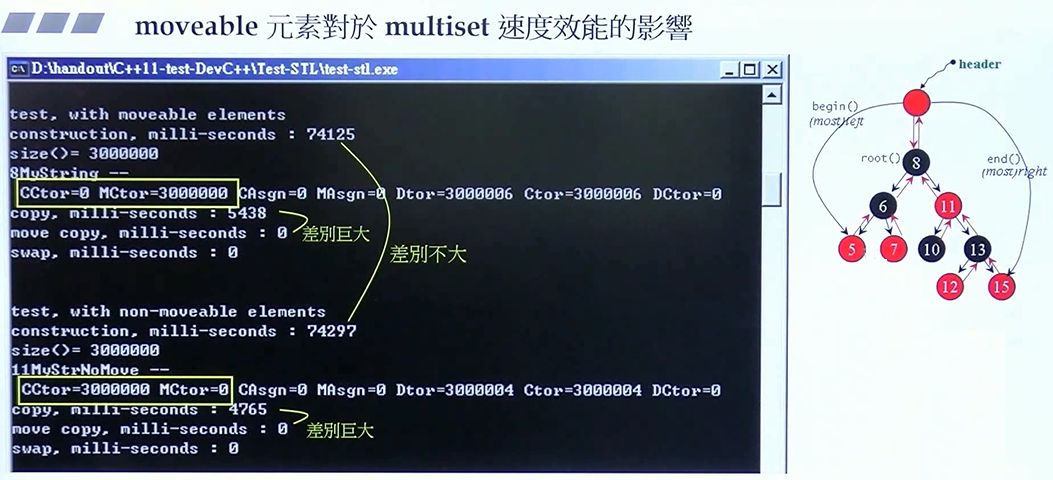 moveable 元素對於 multiset 速度效能的影響
D:\handout\C++11-test-DevC++\Test-STL\test-stl.exe
test, with moveable elements
construction, milli-seconds : 74125
size()= 3000000
8MyString --
CCtor=0 MCtor=3000000 CAsgn=0 MAsgn=0 Dtor=3000006 Ctor=3000006 DCtor=0
copy, milli-seconds : 5438
move copy, milli-seconds : 0
差別巨大
swap, milli-seconds : 0
差別不大
test, with non-moveable elements
construction, milli-seconds : 74297
size()= 3000000
11MyStrNoMove --
CCtor=3000000 MCtor=0 CAsgn=0 MAsgn=0 Dtor=3000004 Ctor=3000004 DCtor=0
copy, milli-seconds : 4765
move copy, milli-seconds : 0
差別巨大
swap, milli-seconds : 0
header
begin()
(most)left
root()
end()
(most)right
8
6
11
5
7
10
13
12
15